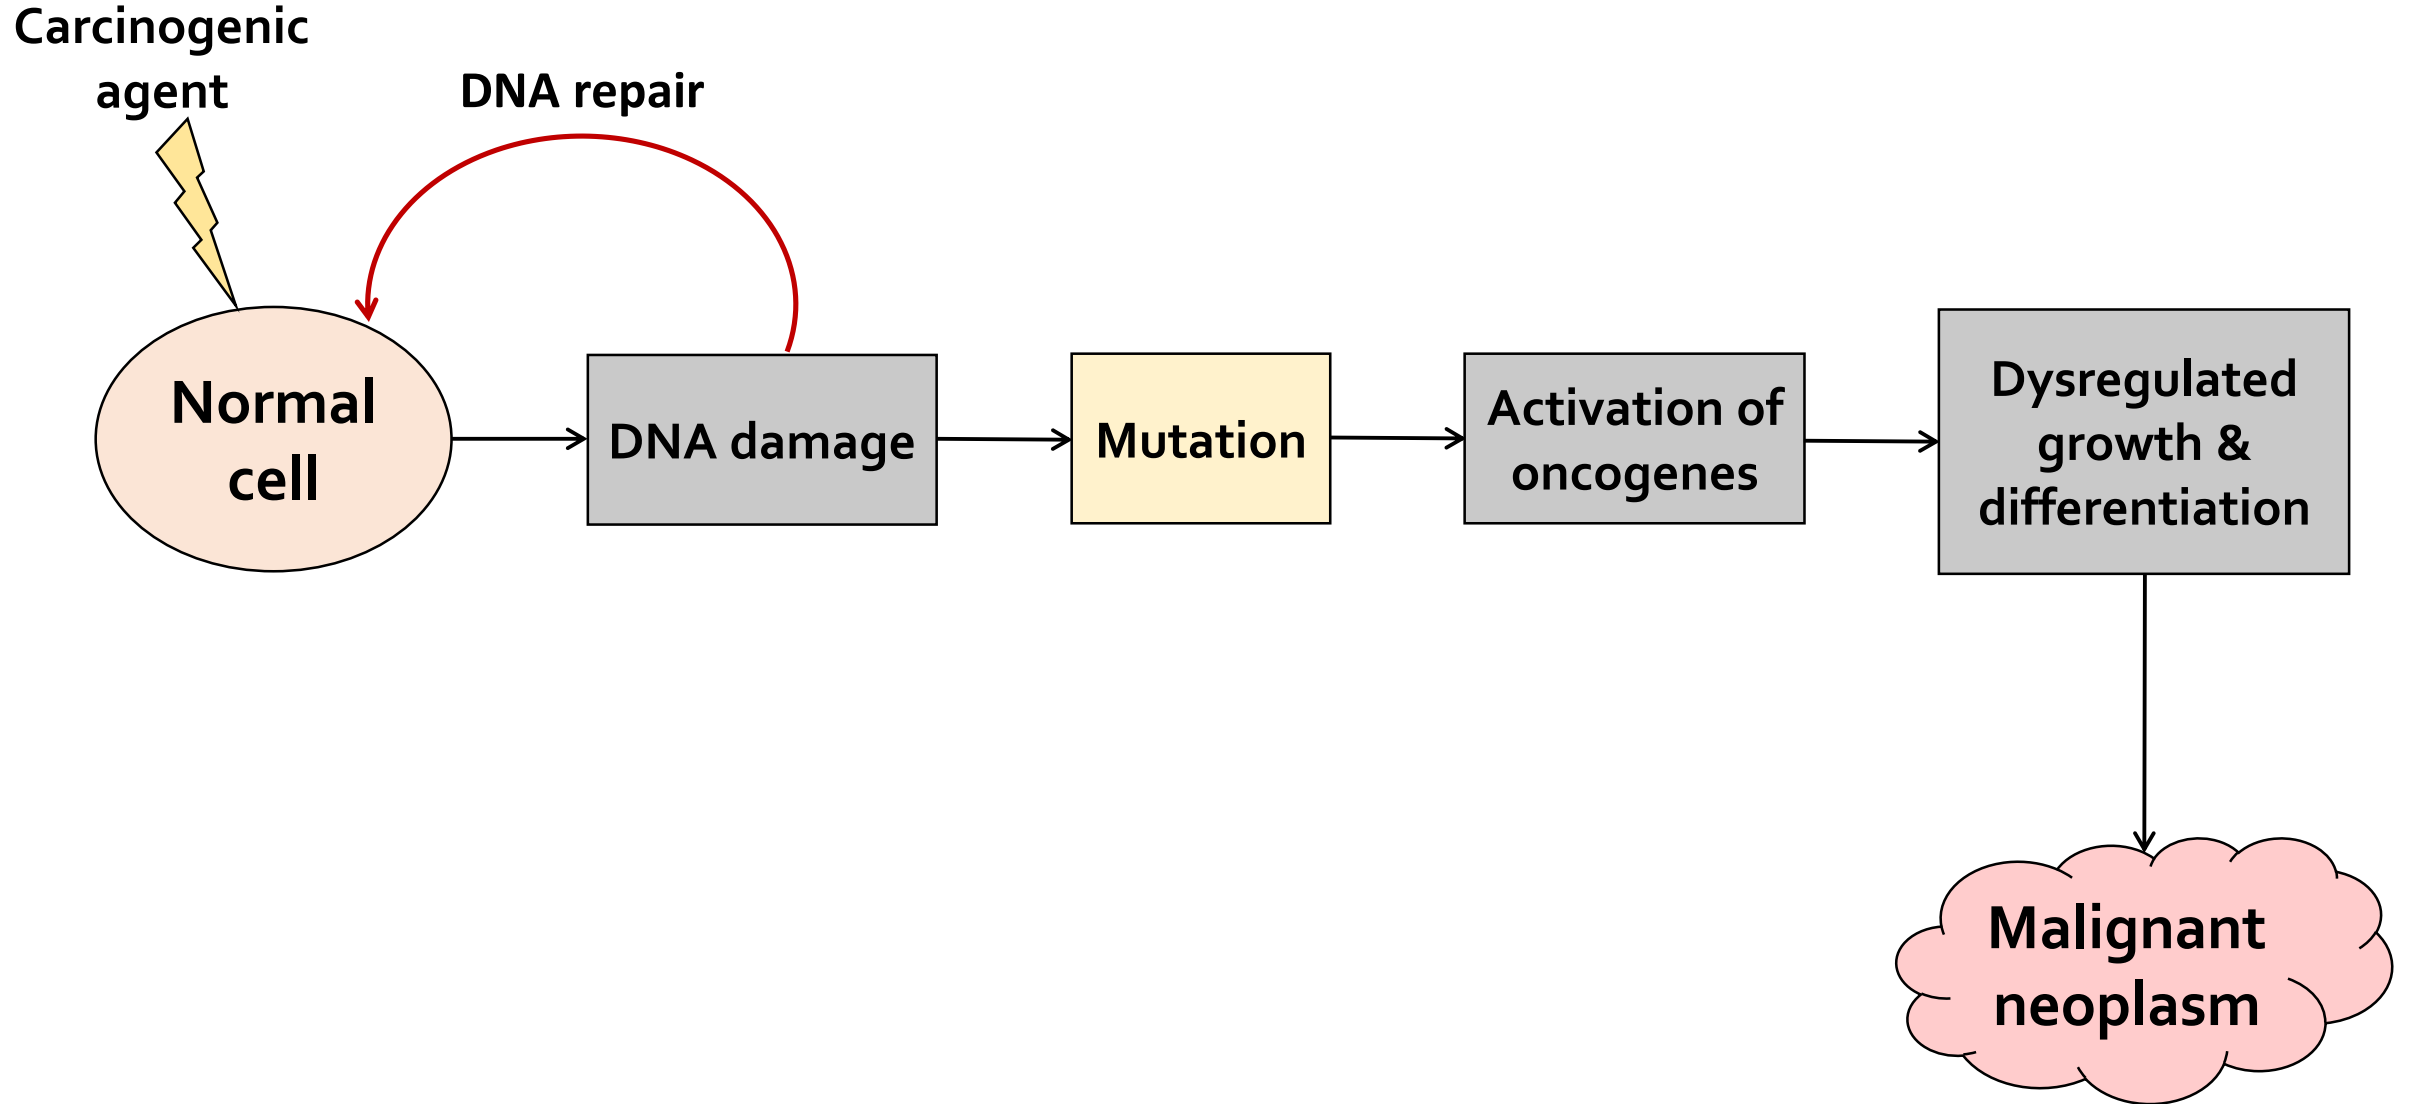 Carcinogenic
agent
DNA repair
Normal
cell
DNA damage
Mutation
Activation of
oncogenes
Dysregulated
growth &
differentiation
Malignant
neoplasm